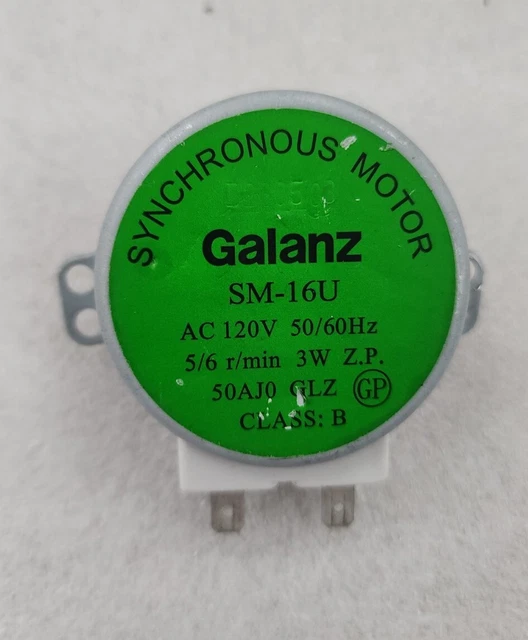 SYNCHRONOUS MOTOR
Galanz
SM-16U
AC 120V 50/60Hz
5/6 r/min 3W Z.P.
50AJ0 GLZ GP
CLASS: B